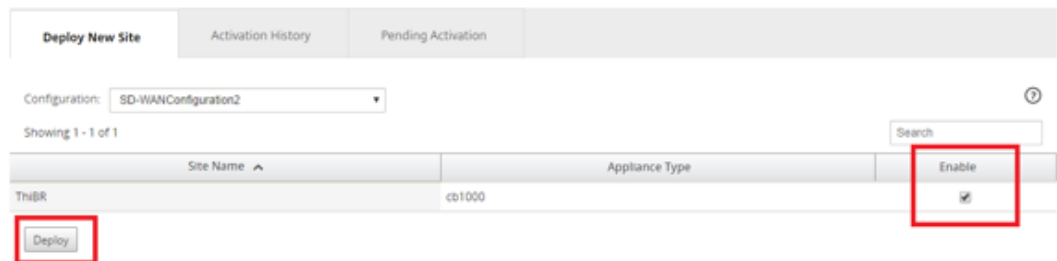 Deploy New Site Activation History Pending Activation
Configuration: SD-WANConfiguration2
Showing 1 - 1 of 1 Search
Site Name Appliance Type Enable
ThiBR cb1000
Deploy